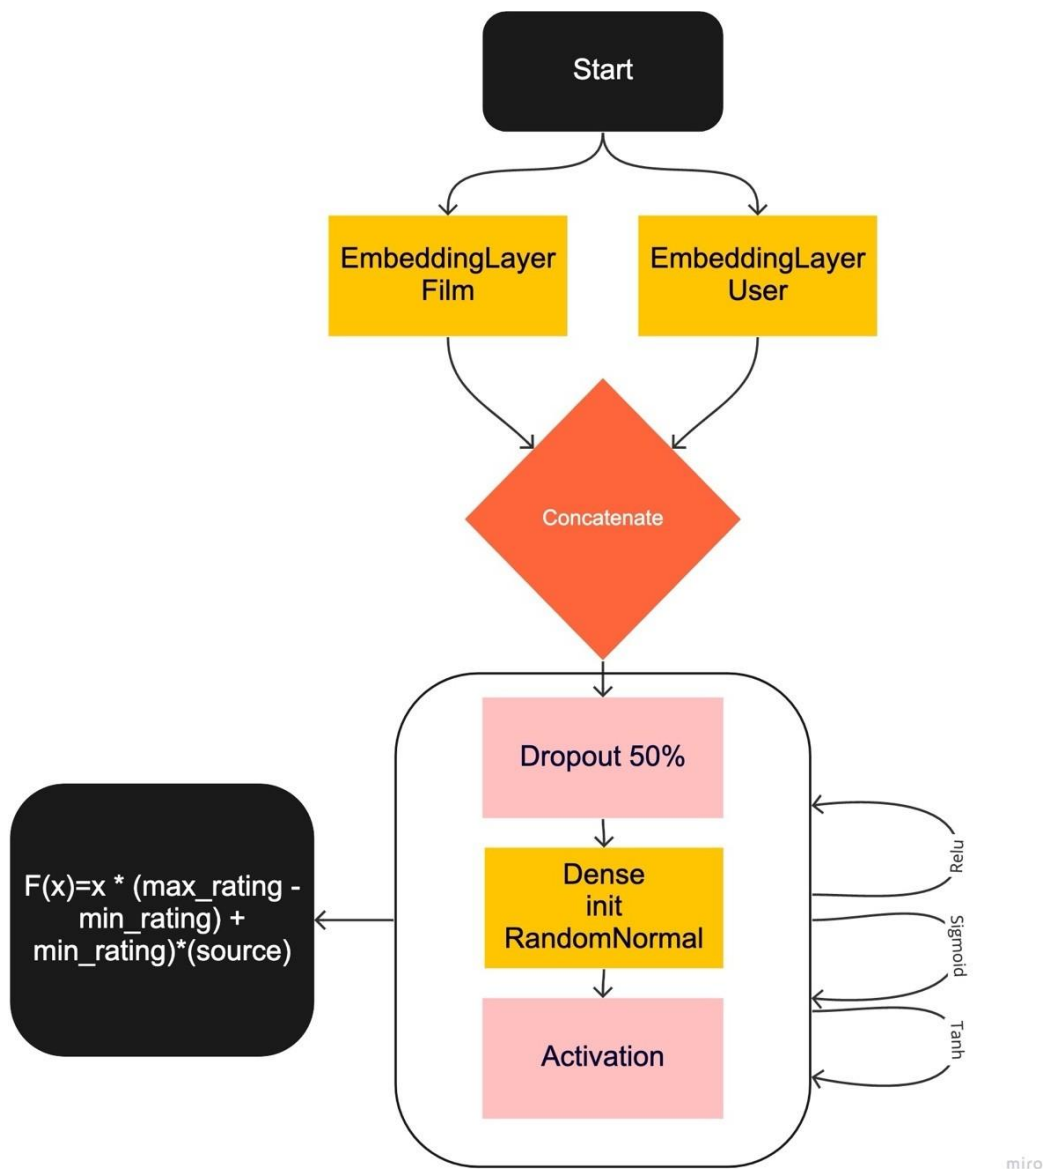 Start
EmbeddingLayer
Film
EmbeddingLayer
User
Concatenate
Dropout 50%
Dense
init
RandomNormal
Activation
Relu
Sigmoid
Tanh
F(x)=x * (max_rating -
min_rating) +
min_rating)*(source)
miro